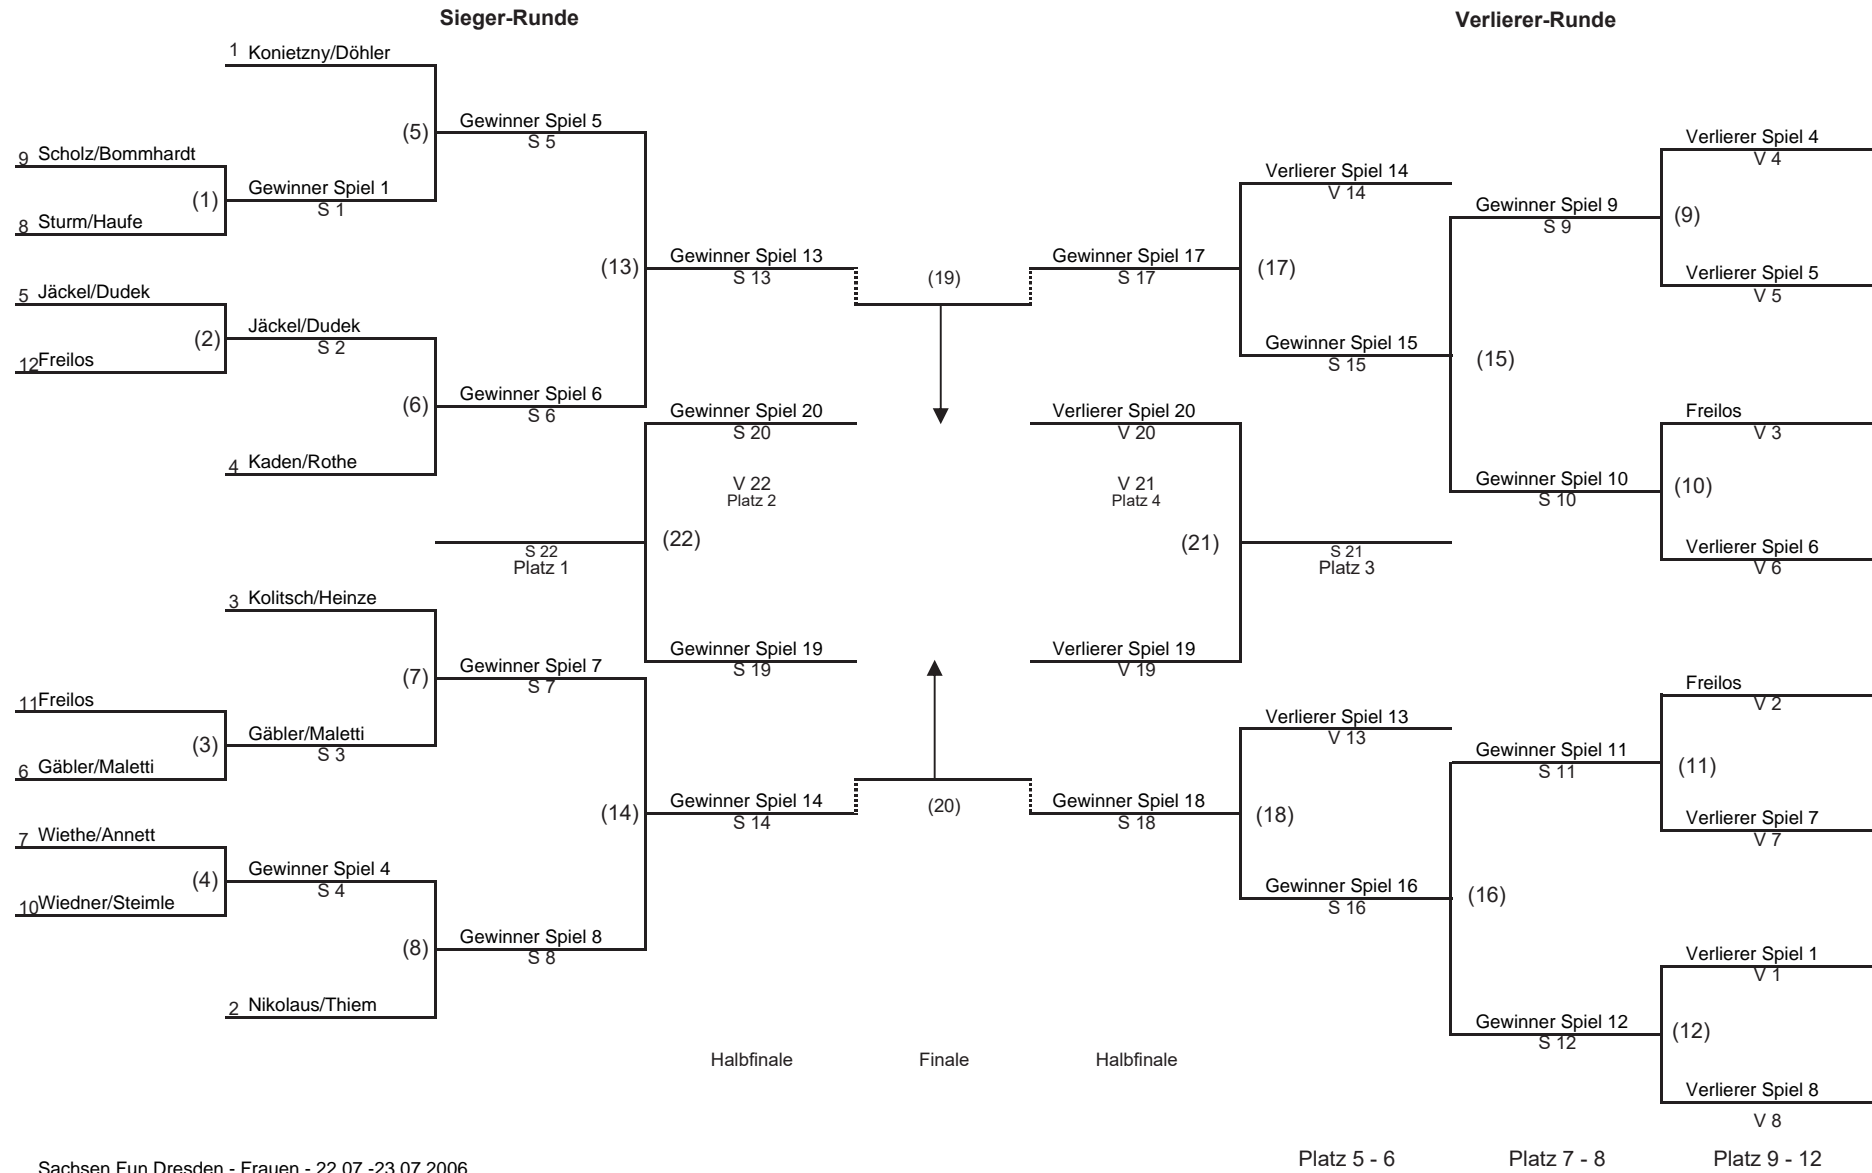 Sieger-Runde
Verlierer-Runde
1 Konietzny/Döhler
(5)
Gewinner Spiel 5
S 5
9 Scholz/Bommhardt
(1)
Gewinner Spiel 1
S 1
8 Sturm/Haufe
(13)
Gewinner Spiel 13
S 13
5 Jäckel/Dudek
(2)
Jäckel/Dudek
S 2
12 Freilos
(6)
Gewinner Spiel 6
S 6
4 Kaden/Rothe
Gewinner Spiel 20
S 20
V 22
Platz 2
(22)
S 22
Platz 1
3 Kolitsch/Heinze
(7)
Gewinner Spiel 7
S 7
Gewinner Spiel 19
S 19
11 Freilos
(3)
Gäbler/Maletti
S 3
6 Gäbler/Maletti
(14)
Gewinner Spiel 14
S 14
7 Wiethe/Annett
(4)
Gewinner Spiel 4
S 4
10 Wiedner/Steimle
(8)
Gewinner Spiel 8
S 8
2 Nikolaus/Thiem
(19)
(20)
Verlierer Spiel 14
V 14
Gewinner Spiel 17
S 17
(17)
Gewinner Spiel 15
S 15
Verlierer Spiel 4
V 4
Gewinner Spiel 9
S 9
(9)
Verlierer Spiel 5
V 5
(15)
Freilos
V 3
Gewinner Spiel 10
S 10
(10)
Verlierer Spiel 6
V 6
Verlierer Spiel 20
V 20
V 21
Platz 4
(21)
S 21
Platz 3
Verlierer Spiel 19
V 19
Verlierer Spiel 13
V 13
Gewinner Spiel 18
S 18
(18)
Gewinner Spiel 16
S 16
Freilos
V 2
Gewinner Spiel 11
S 11
(11)
Verlierer Spiel 7
V 7
(16)
Verlierer Spiel 1
V 1
Gewinner Spiel 12
S 12
(12)
Verlierer Spiel 8
V 8
Halbfinale
Finale
Halbfinale
Platz 5 - 6
Platz 7 - 8
Platz 9 - 12
Sachsen Fun Dresden - Frauen - 22.07.-23.07.2006